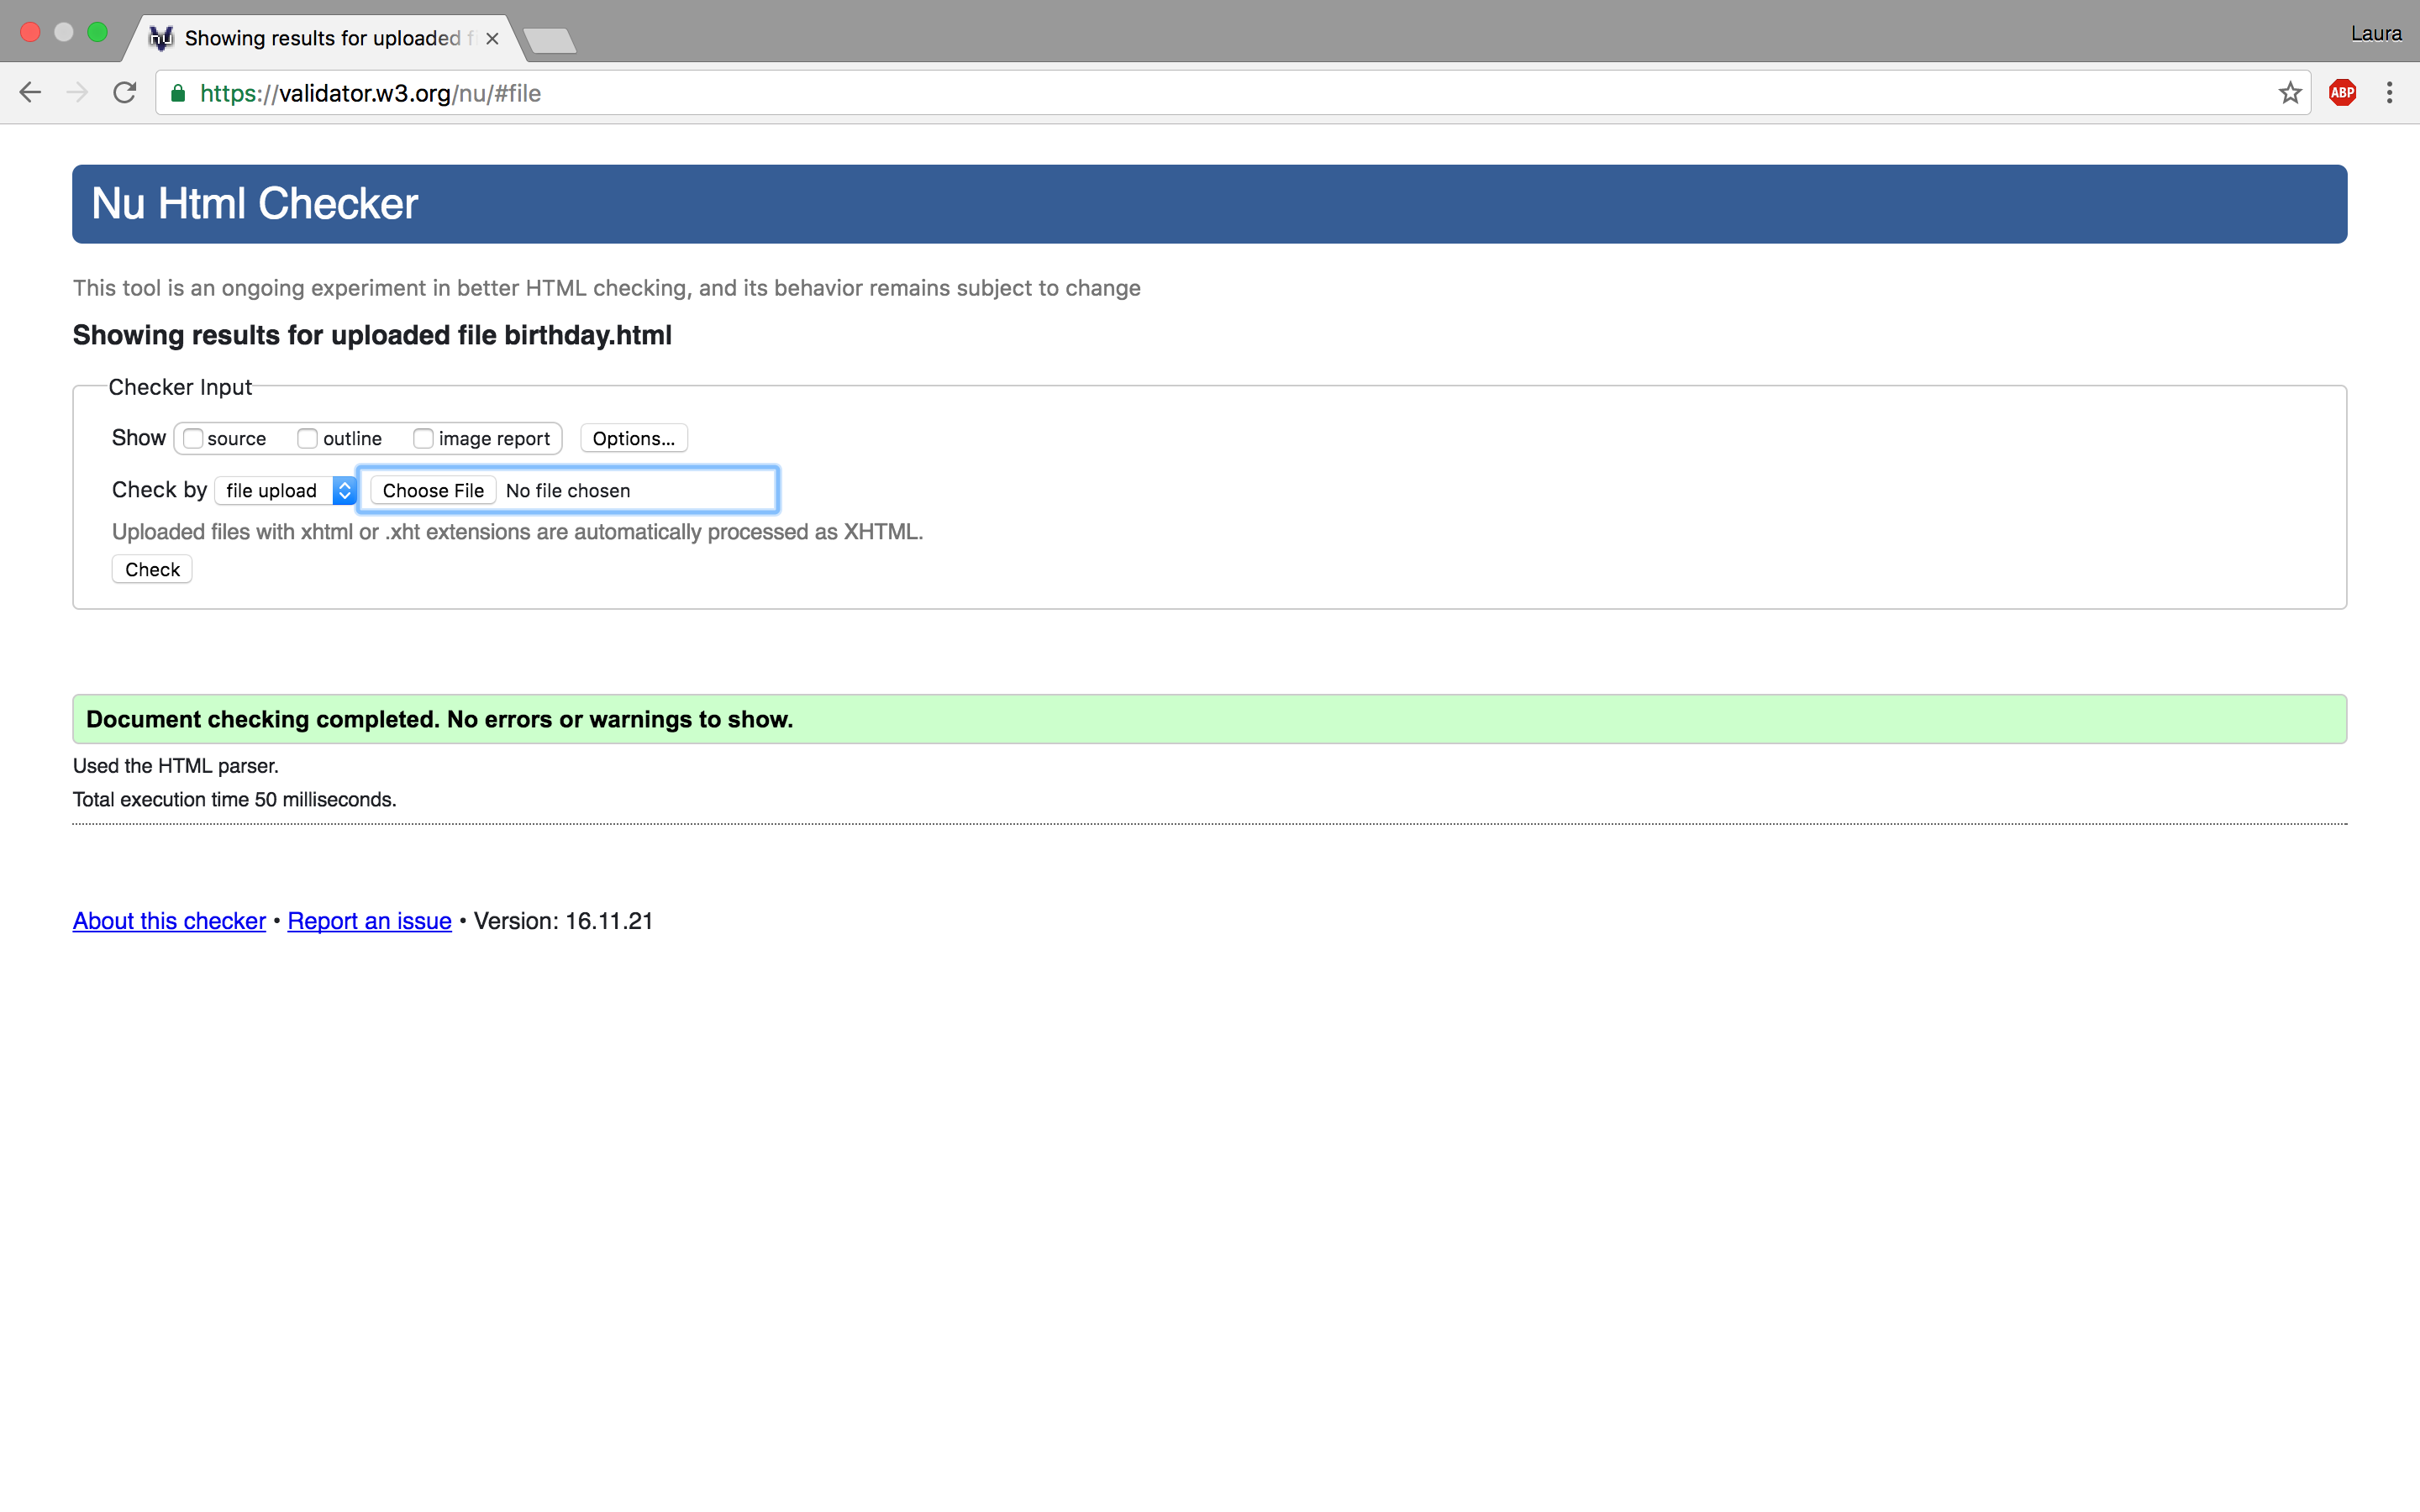 nu Showing results for uploaded f
Laura
https://validator.w3.org/nu/#file
ABP
Nu Html Checker
This tool is an ongoing experiment in better HTML checking, and its behavior remains subject to change
Showing results for uploaded file birthday.html
Checker Input
Show source outline image report Options...
Check by file upload Choose File No file chosen
Uploaded files with xhtml or .xht extensions are automatically processed as XHTML.
Check
Document checking completed. No errors or warnings to show.
Used the HTML parser.
Total execution time 50 milliseconds.
About this checker • Report an issue • Version: 16.11.21